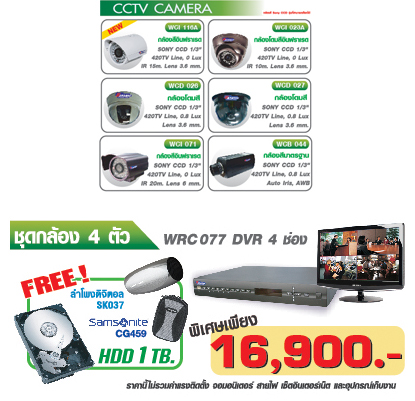 CCTV CAMERA
NEW
WCI 110A
กล้องสีอินฟราเรด
SONY CCD 1/3"
420TV Line, 0 Lux
IR 15m. Lens 3.6 mm.
WCI 023A
กล้องโดมสีอินฟราเรด
SONY CCD 1/3"
420TV Line, 0 Lux
IR 10m. Lens 3.6 mm.
WCD 020
กล้องโดมสี
SONY CCD 1/3"
420TV Line, 0.8 Lux
Lens 3.6 mm.
WCD 027
กล้องโดมสี
SONY CCD 1/3"
420TV Line, 0.8 Lux
Lens 3.6 mm.
WCI 071
กล้องสีอินฟราเรด
SONY CCD 1/3"
420TV Line, 0 Lux
IR 20m. Lens 6 mm.
WCB 044
กล้องสีมาตรฐาน
SONY CCD 1/3"
420TV Line, 0.8 Lux
Auto Iris, AWB
ชุดกล้อง 4 ตัว
WRC077 DVR 4 ช่อง
FREE!
ลำโพงดิจิตอล
SK037
Samsonite
CG459
HDD 1 TB.
พิเศษเพียง
16,900.-
ราคานี้ไม่รวมค่าแรงติดตั้ง จอมอนิเตอร์ สายไฟ เซ็ตอินเตอร์เน็ต และอุปกรณ์เก็บงาน